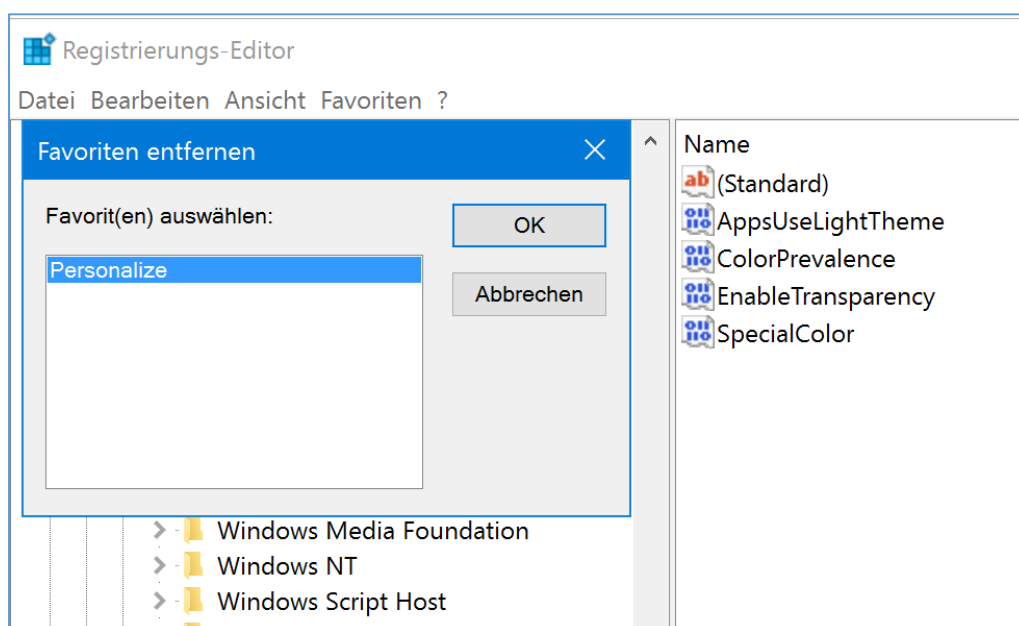 Registrierungs-Editor
Datei Bearbeiten Ansicht Favoriten ?
Favoriten entfernen
Favorit(en) auswählen:
OK
Personalize
Abbrechen
Name
(Standard)
AppsUseLightTheme
ColorPrevalence
EnableTransparency
SpecialColor
Windows Media Foundation
Windows NT
Windows Script Host